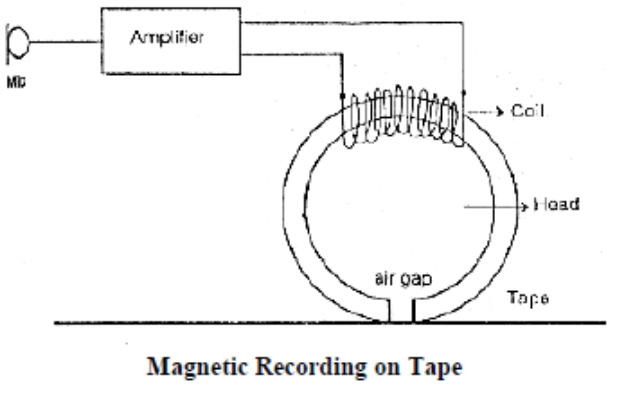 Amplifier
Mic
Coil
Head
air gap
Tape
Magnetic Recording on Tape